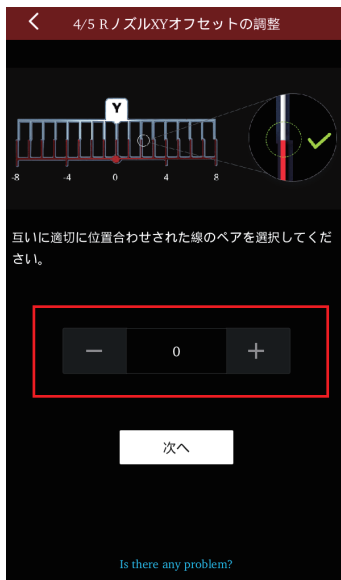 4/5 RノズルXYオフセットの調整
Y
-8 -4 0 4 8
互いに適切に位置合わせされた線のペアを選択してくだ
さい。
− 0 +
次へ
Is there any problem?